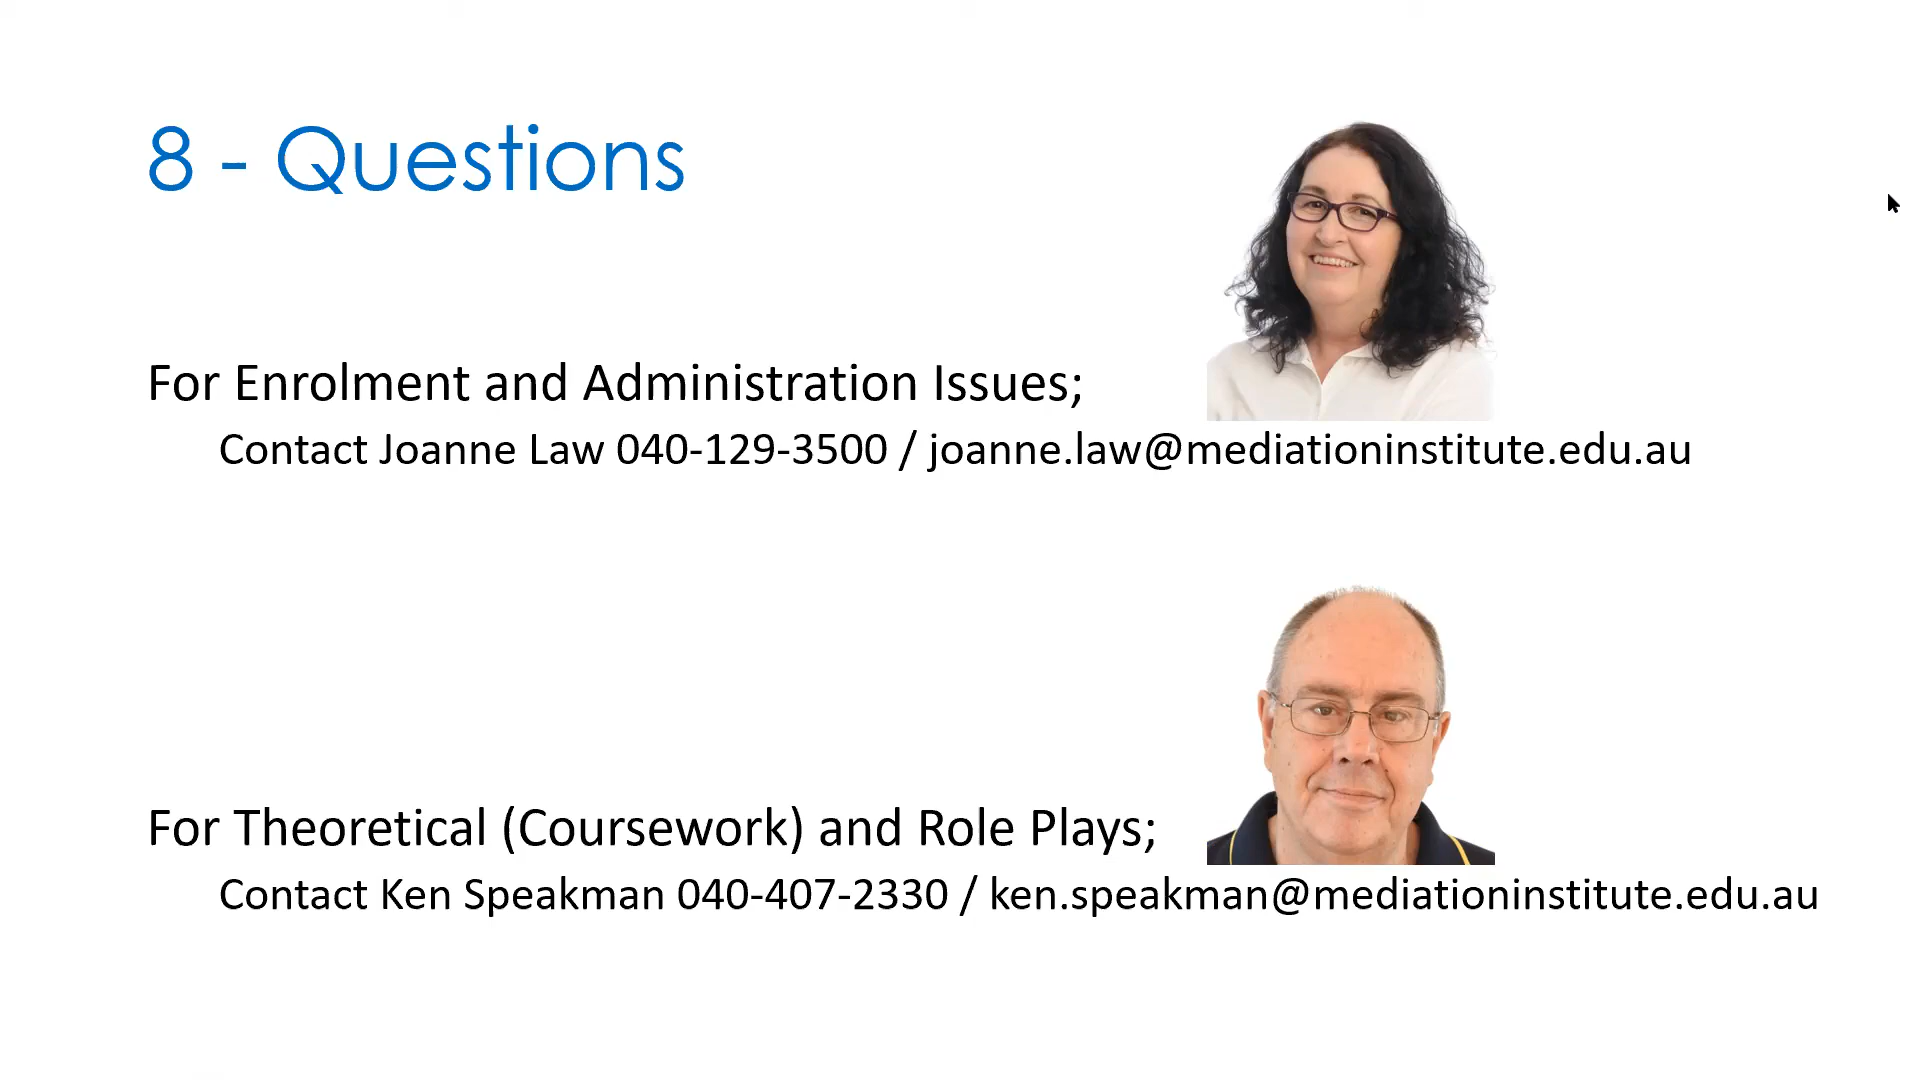 8 - Questions
For Enrolment and Administration Issues;
Contact Joanne Law 040-129-3500 / joanne.law@mediationinstitute.edu.au
For Theoretical (Coursework) and Role Plays;
Contact Ken Speakman 040-407-2330 / ken.speakman@mediationinstitute.edu.au